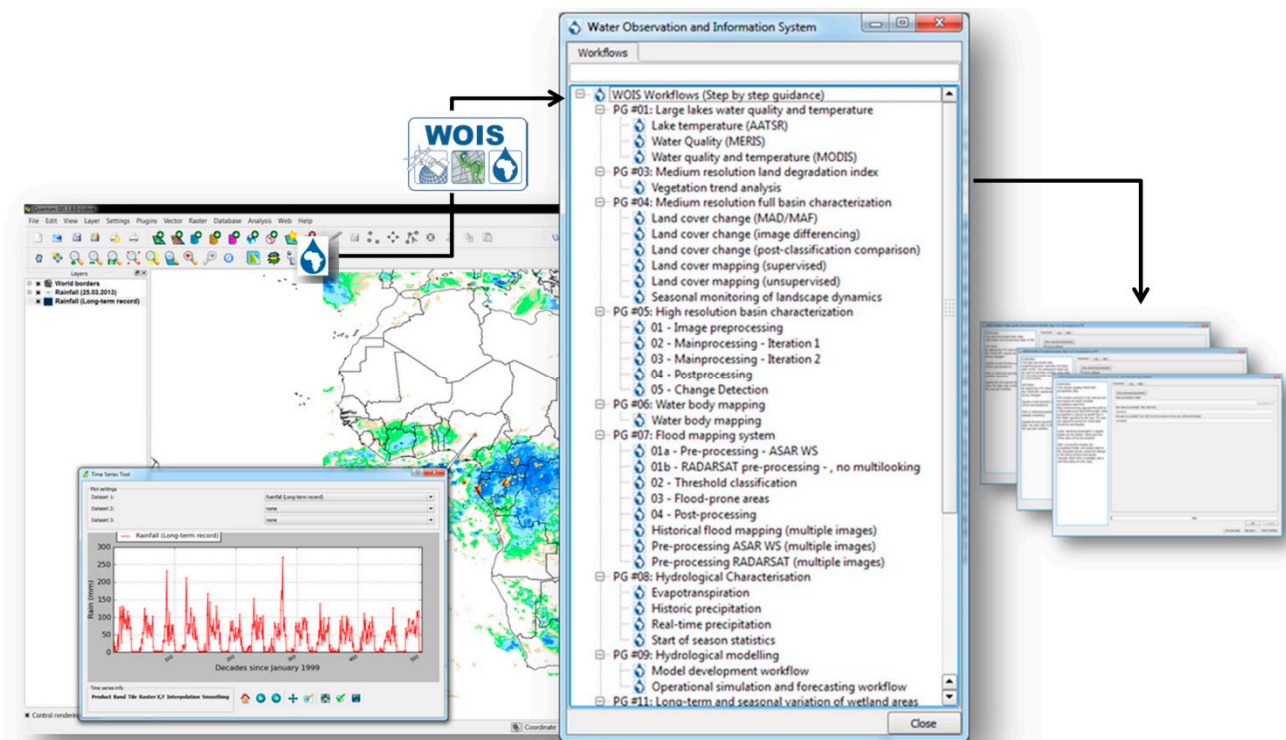 WOIS
Quantum GIS 1.9.0-Lisboa
File Edit View Layer Settings Plugins Vector Raster Database Analysis Web Help
Layers
World borders
Rainfall (25.03.2013)
Rainfall (Long-term record)
Time Series Tool
Plot settings
Dataset 1: Rainfall (Long-term record)
Dataset 2: none
Dataset 3: none
Rainfall (Long-term record)
Rain (mm)
300
250
200
150
100
50
0
100 200 300 400 500
Decades since January 1999
Time series info
Product Band Tile Raster X,Y Interpolation Smoothing
Control rendering
Coordinate
Water Observation and Information System
Workflows
WOIS Workflows (Step by step guidance)
PG #01: Large lakes water quality and temperature
Lake temperature (AATSR)
Water Quality (MERIS)
Water quality and temperature (MODIS)
PG #03: Medium resolution land degradation index
Vegetation trend analysis
PG #04: Medium resolution full basin characterization
Land cover change (MAD/MAF)
Land cover change (image differencing)
Land cover change (post-classification comparison)
Land cover mapping (supervised)
Land cover mapping (unsupervised)
Seasonal monitoring of landscape dynamics
PG #05: High resolution basin characterization
01 - Image preprocessing
02 - Mainprocessing - Iteration 1
03 - Mainprocessing - Iteration 2
04 - Postprocessing
05 - Change Detection
PG #06: Water body mapping
Water body mapping
PG #07: Flood mapping system
01a - Pre-processing - ASAR WS
01b - RADARSAT pre-processing - , no multilooking
02 - Threshold classification
03 - Flood-prone areas
04 - Post-processing
Historical flood mapping (multiple images)
Pre-processing ASAR WS (multiple images)
Pre-processing RADARSAT (multiple images)
PG #08: Hydrological Characterisation
Evapotranspiration
Historic precipitation
Real-time precipitation
Start of season statistics
PG #09: Hydrological modelling
Model development workflow
Operational simulation and forecasting workflow
PG #11: Long-term and seasonal variation of wetland areas
Close